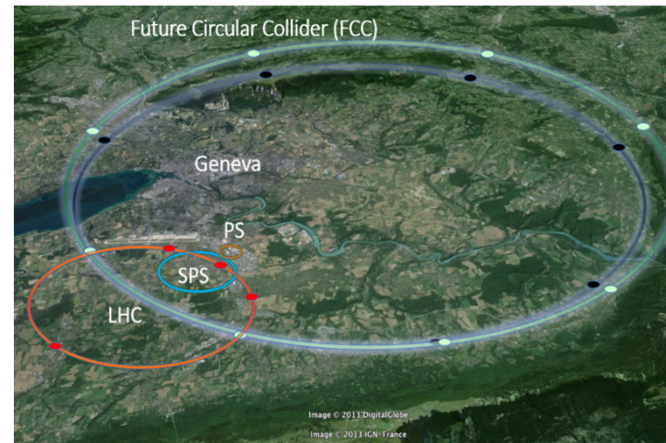 Future Circular Collider (FCC)
Geneva
PS
SPS
LHC
Image © 2013 DigitalGlobe
Image © 2013 IGN-France